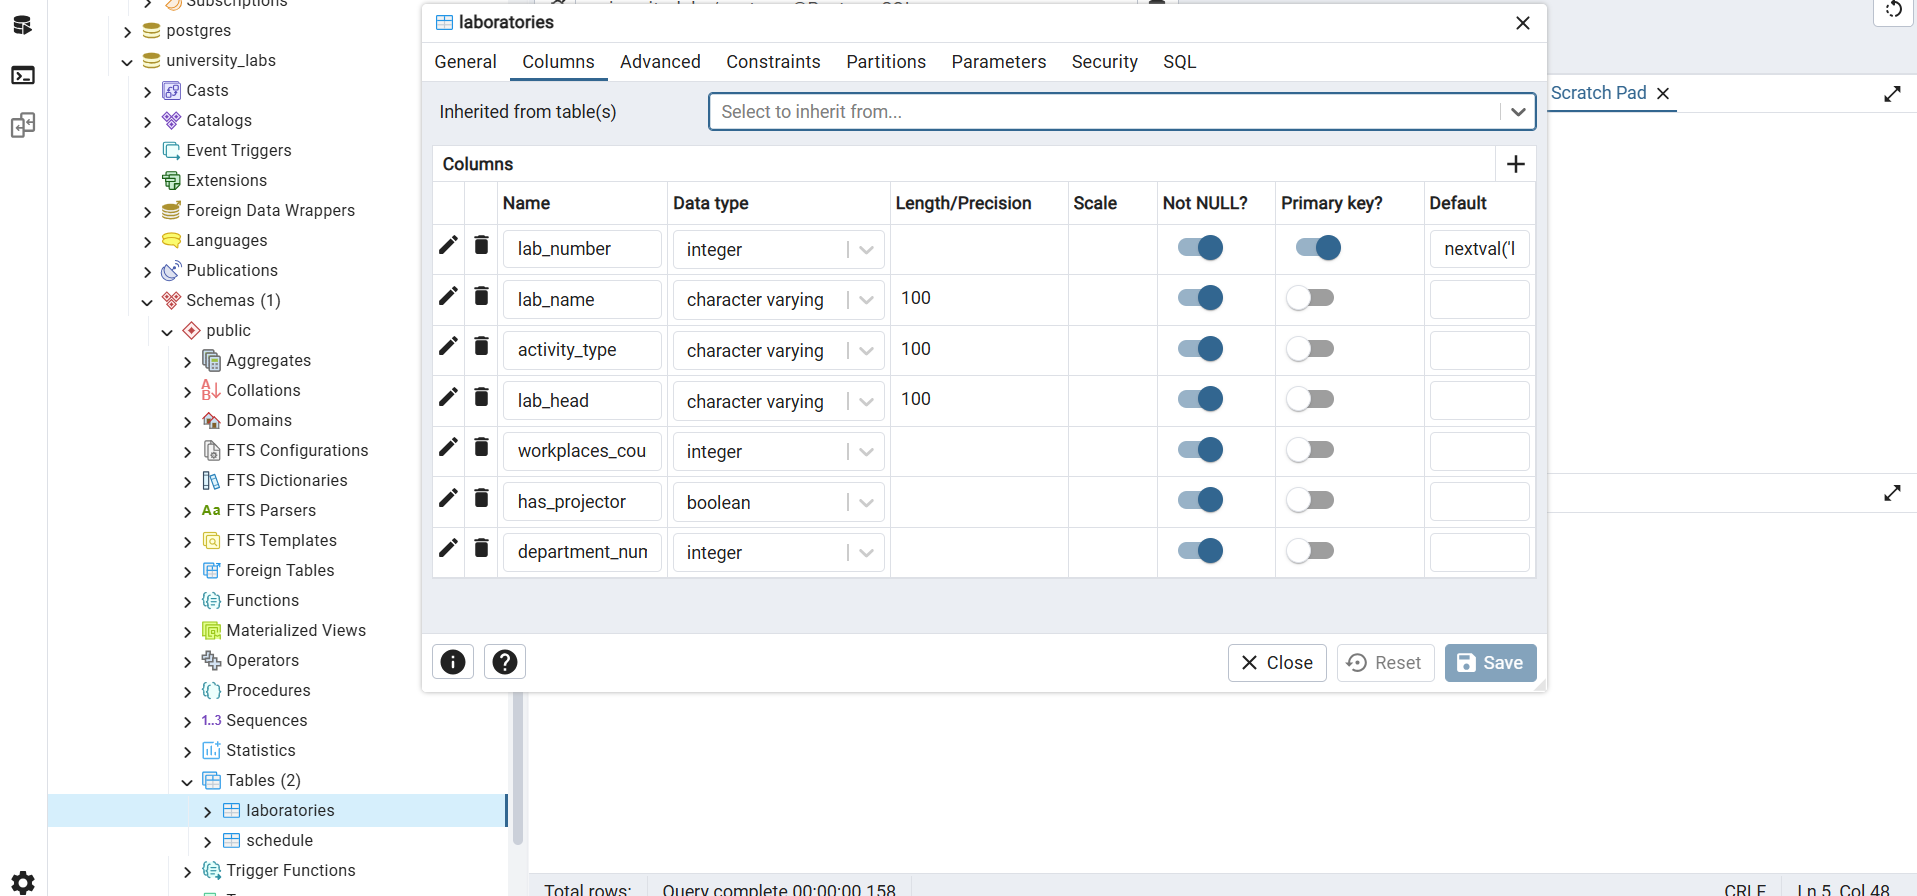 Subscriptions
postgres
university_labs
Casts
Catalogs
Event Triggers
Extensions
Foreign Data Wrappers
Languages
Publications
Schemas (1)
public
Aggregates
Collations
Domains
FTS Configurations
FTS Dictionaries
Aa FTS Parsers
FTS Templates
Foreign Tables
Functions
Materialized Views
Operators
Procedures
1..3 Sequences
Statistics
Tables (2)
laboratories
schedule
Trigger Functions
laboratories
General Columns Advanced Constraints Partitions Parameters Security SQL
Inherited from table(s) Select to inherit from...
Columns
Name Data type Length/Precision Scale Not NULL? Primary key? Default
lab_number integer nextval('l
lab_name character varying 100
activity_type character varying 100
lab_head character varying 100
workplaces_cou integer
has_projector boolean
department_nun integer
Close Reset Save
Scratch Pad
Total rows: Query complete 00:00:00.158 CRLF Ln 5, Col 48